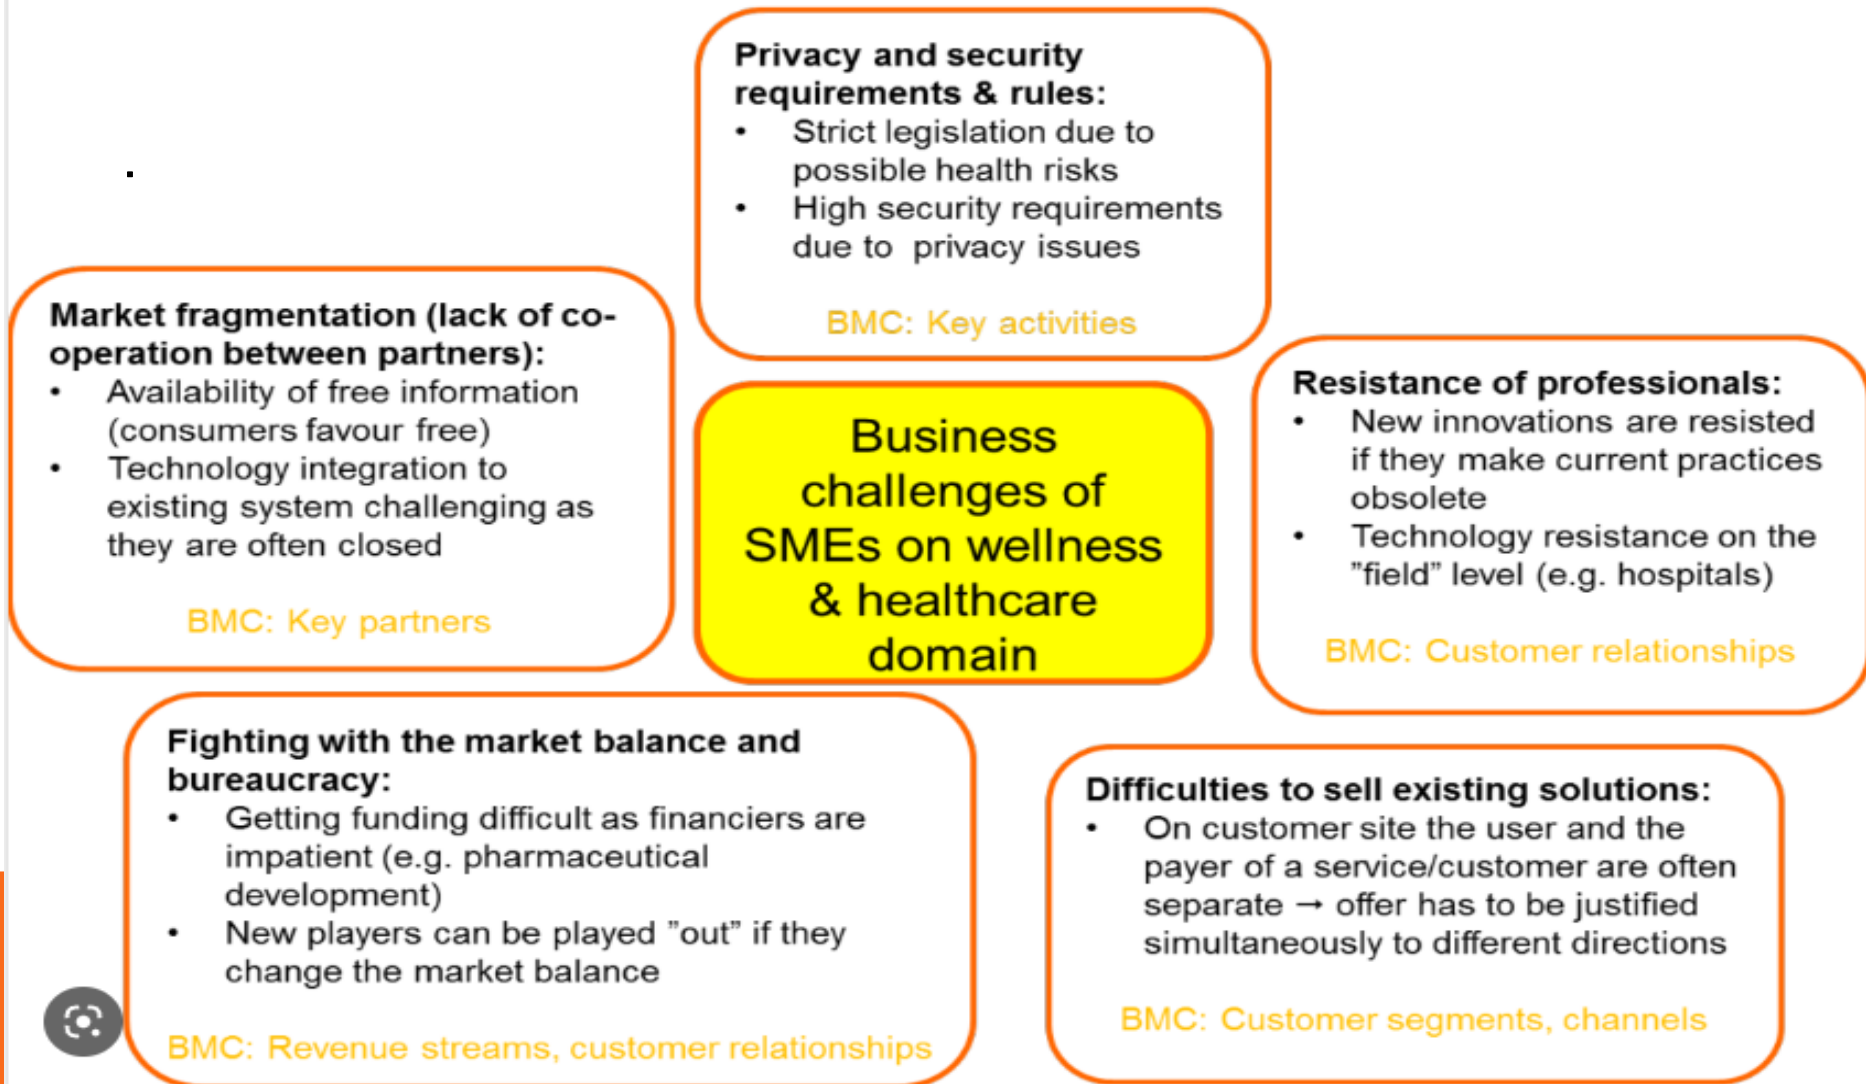 Privacy and security
requirements & rules:
• Strict legislation due to
possible health risks
• High security requirements
due to  privacy issues
BMC: Key activities
Market fragmentation (lack of co-
operation between partners):
• Availability of free information
(consumers favour free)
• Technology integration to
existing system challenging as
they are often closed
BMC: Key partners
Business
challenges of
SMEs on wellness
& healthcare
domain
Resistance of professionals:
• New innovations are resisted
if they make current practices
obsolete
• Technology resistance on the
”field” level (e.g. hospitals)
BMC: Customer relationships
Fighting with the market balance and
bureaucracy:
• Getting funding difficult as financiers are
impatient (e.g. pharmaceutical
development)
• New players can be played ”out” if they
change the market balance
BMC: Revenue streams, customer relationships
Difficulties to sell existing solutions:
• On customer site the user and the
payer of a service/customer are often
separate → offer has to be justified
simultaneously to different directions
BMC: Customer segments, channels